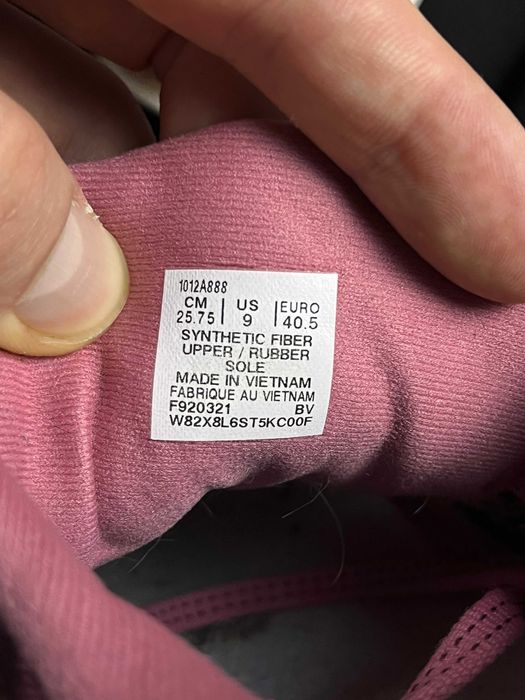 1012A888
CM | US | EURO
25.75 | 9 | 40.5
SYNTHETIC FIBER
UPPER / RUBBER
SOLE
MADE IN VIETNAM
FABRIQUE AU VIETNAM
F920321 BV
W82X8L6ST5KC00F